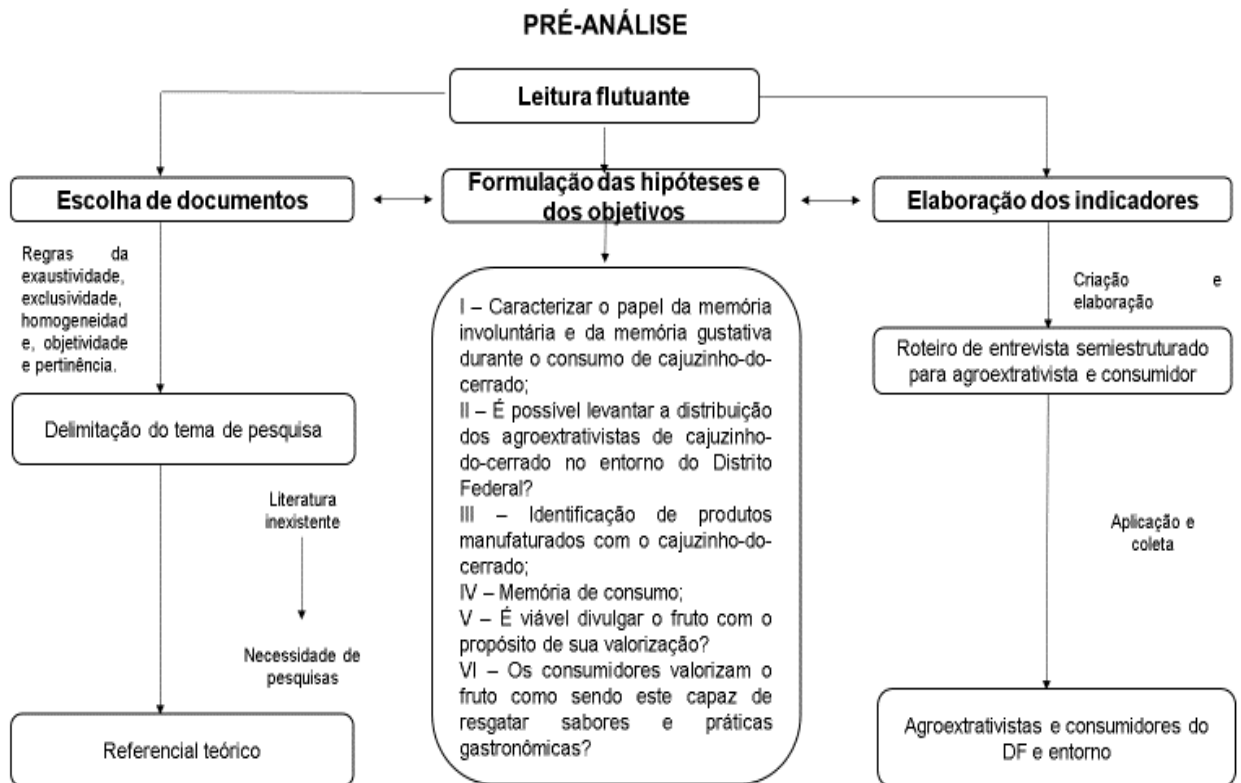 PRÉ-ANÁLISE
Leitura flutuante
Escolha de documentos
Formulação das hipóteses e
dos objetivos
Elaboração dos indicadores
Regras da
exaustividade,
exclusividade,
homogeneidad
e, objetividade
e pertinência.
Delimitação do tema de pesquisa
Literatura
inexistente
Necessidade de
pesquisas
Referencial teórico
I – Caracterizar o papel da memória
involuntária e da memória gustativa
durante o consumo de cajuzinho-do-
cerrado;
II – É possível levantar a distribuição
dos agroextrativistas de cajuzinho-
do-cerrado no entorno do Distrito
Federal?
III – Identificação de produtos
manufaturados com o cajuzinho-do-
cerrado;
IV – Memória de consumo;
V – É viável divulgar o fruto com o
propósito de sua valorização?
VI – Os consumidores valorizam o
fruto como sendo este capaz de
resgatar sabores e práticas
gastronômicas?
Criação e
elaboração
Roteiro de entrevista semiestruturado
para agroextrativista e consumidor
Aplicação e
coleta
Agroextrativistas e consumidores do
DF e entorno